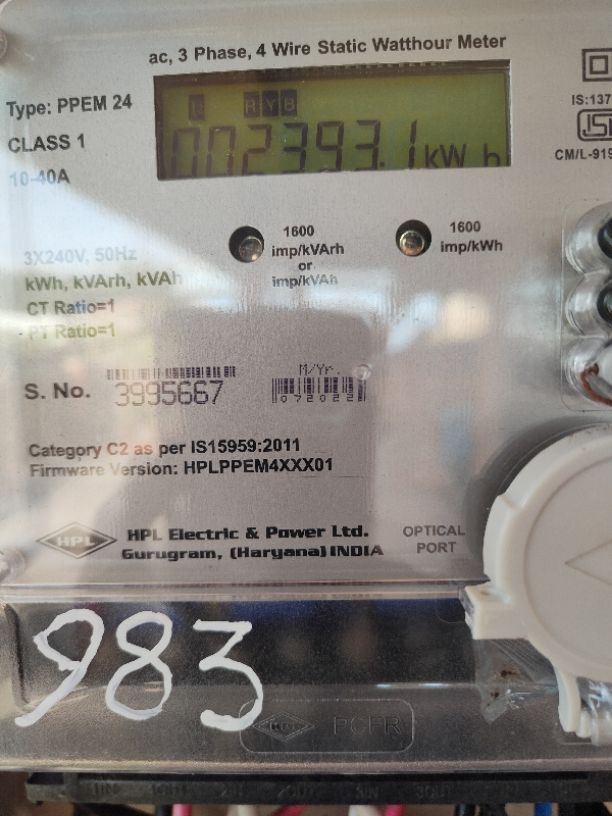 ac, 3 Phase, 4 Wire Static Watthour Meter
Type: PPEM 24
CLASS 1
10-40A
L R Y B
002393.1 kW h
IS:137
CM/L-919
1600
imp/kVArh
or
imp/kVAh
1600
imp/kWh
3X240V, 50Hz
kWh, kVArh, kVAh
CT Ratio=1
PT Ratio=1
S. No. 3995667
M/Yr.
072022
Category C2 as per IS15959:2011
Firmware Version: HPLPPEM4XXX01
HPL
HPL Electric & Power Ltd.
Gurugram, (Haryana) INDIA
OPTICAL
PORT
983
HPL PCPR